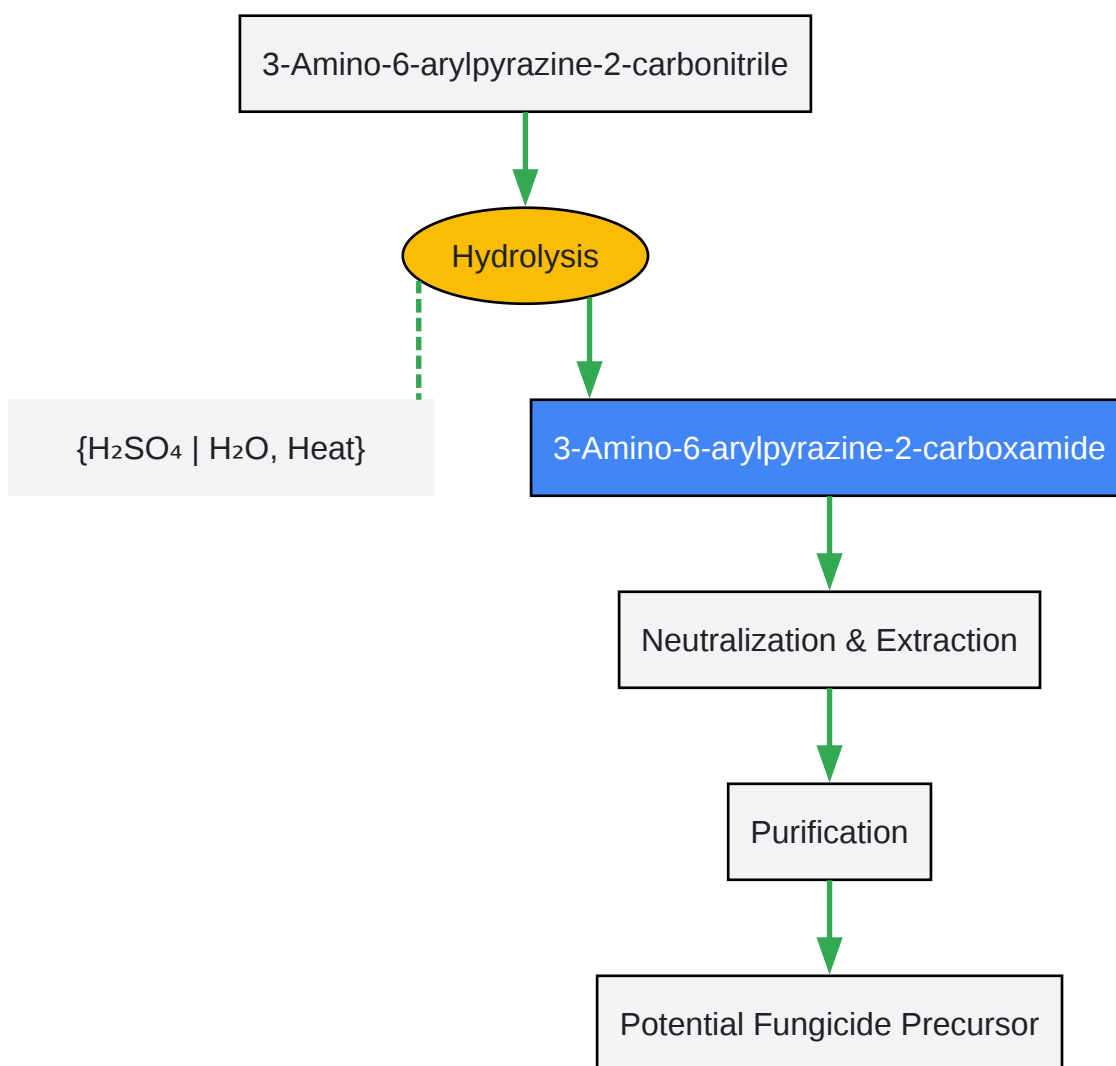 3-Amino-6-arylpyrazine-2-carbonitrile
Hydrolysis
{H₂SO₄ | H₂O, Heat}
3-Amino-6-arylpyrazine-2-carboxamide
Neutralization & Extraction
Purification
Potential Fungicide Precursor